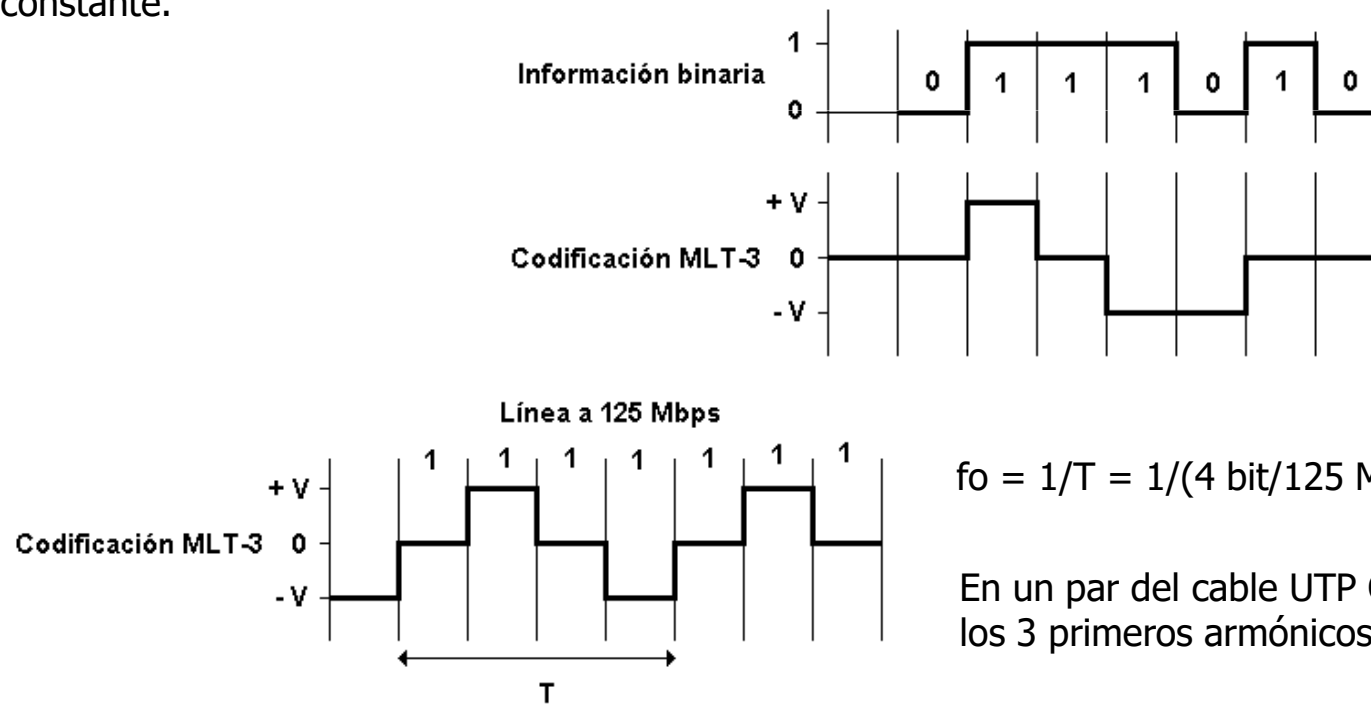 constante.
1
Información binaria
0 1 1 1 0 1 0
0
+ V
Codificación MLT-3 0
- V
Línea a 125 Mbps
1 1 1 1 1 1 1
+ V
Codificación MLT-3 0
- V
T
fo = 1/T = 1/(4 bit/125 M
En un par del cable UTP
los 3 primeros armónicos